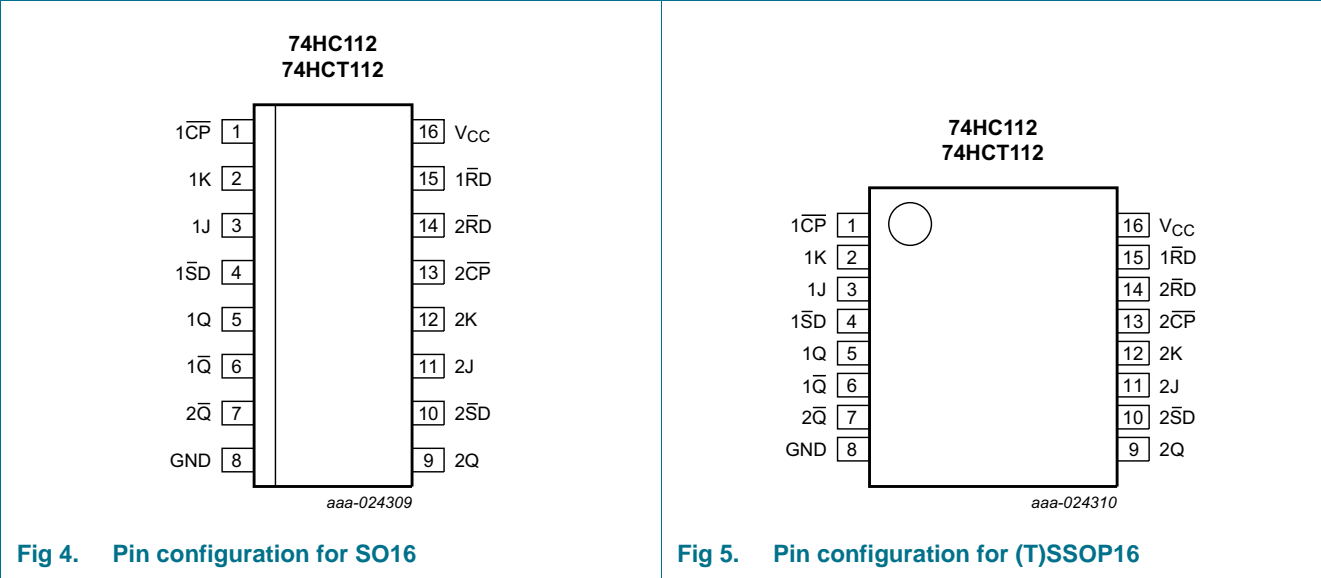 74HC112
74HCT112
1C̅P̅ 1 16 VCC
1K 2 15 1R̅D
1J 3 14 2R̅D
1S̅D 4 13 2C̅P̅
1Q 5 12 2K
1Q̅ 6 11 2J
2Q̅ 7 10 2S̅D
GND 8 9 2Q
aaa-024309
Fig 4. Pin configuration for SO16
74HC112
74HCT112
1C̅P̅ 1 16 VCC
1K 2 15 1R̅D
1J 3 14 2R̅D
1S̅D 4 13 2C̅P̅
1Q 5 12 2K
1Q̅ 6 11 2J
2Q̅ 7 10 2S̅D
GND 8 9 2Q
aaa-024310
Fig 5. Pin configuration for (T)SSOP16